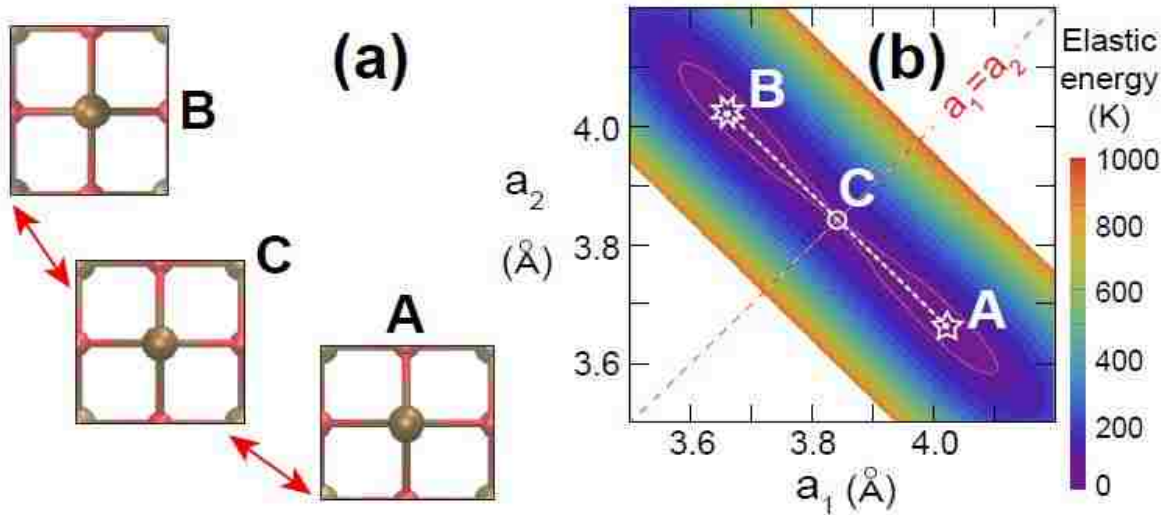 (a)
B
C
A
(b)
B
C
A
a₁=a₂
a₂
(Å)
4.0
3.8
3.6
3.6
3.8
4.0
a₁ (Å)
Elastic
energy
(K)
1000
800
600
400
200
0